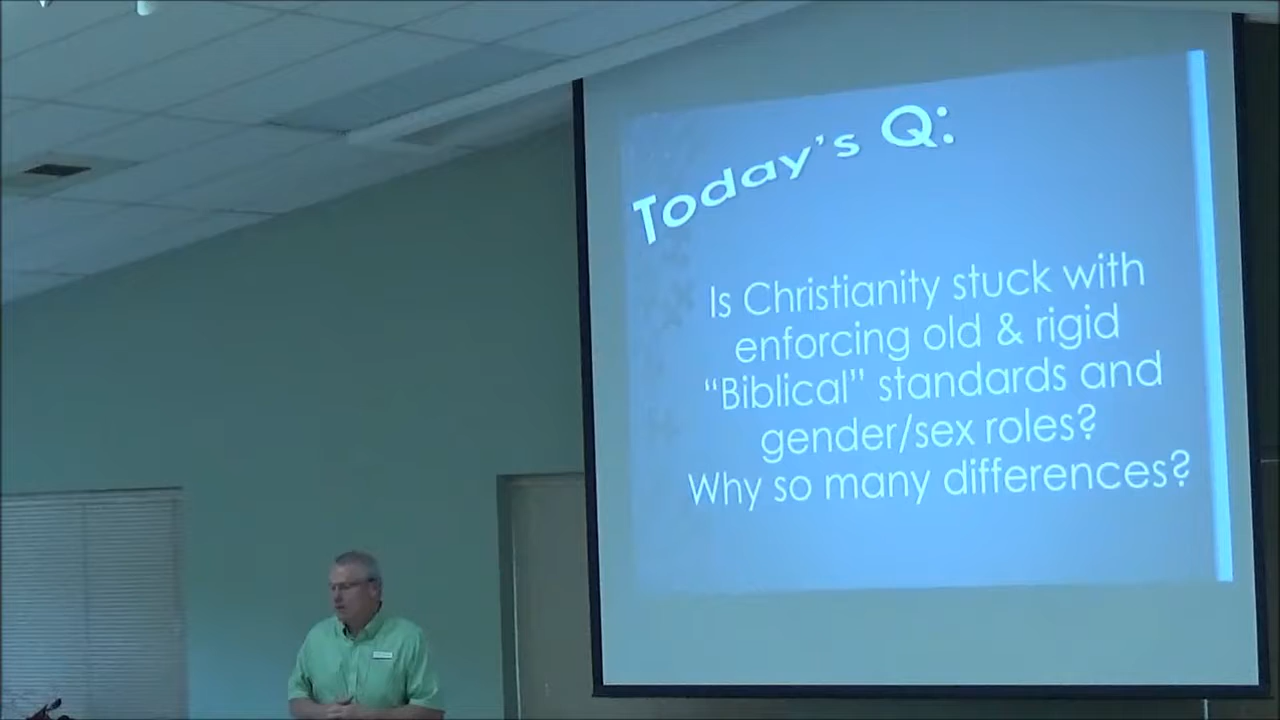 Today's Q:
Is Christianity stuck with
enforcing old & rigid
“Biblical” standards and
gender/sex roles?
Why so many differences?